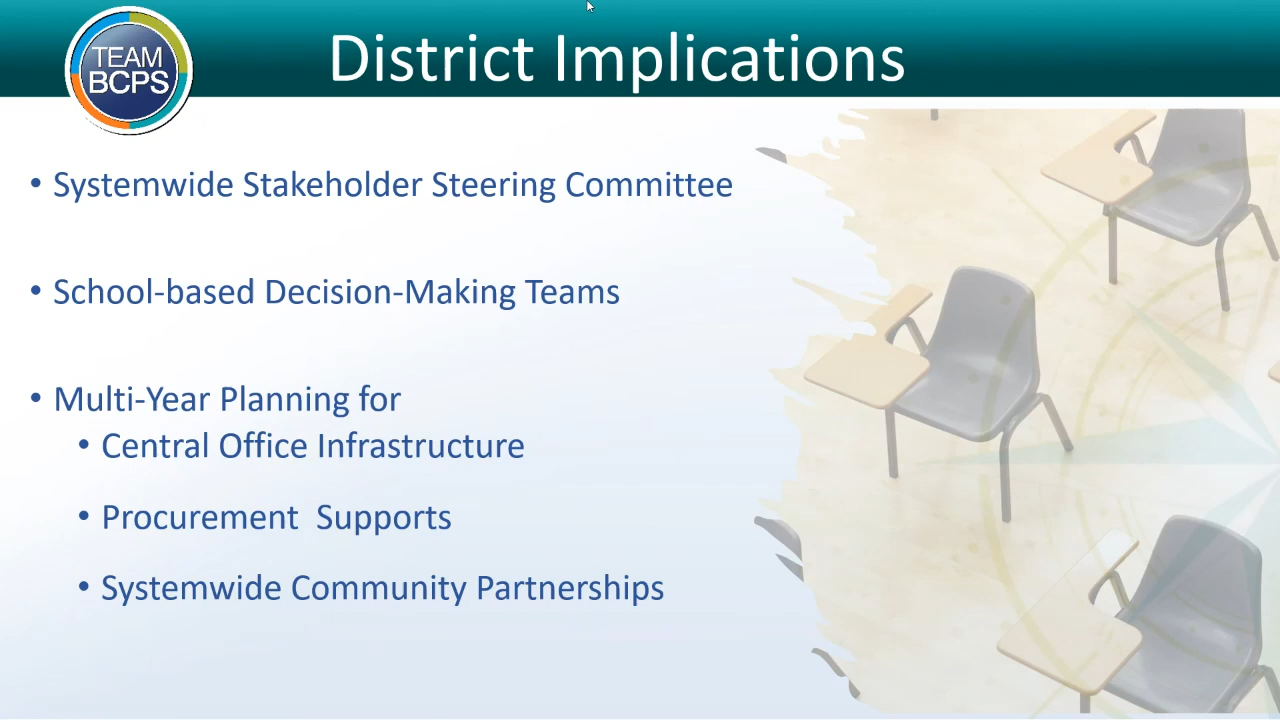 TEAM
BCPS
District Implications
• Systemwide Stakeholder Steering Committee
• School-based Decision-Making Teams
• Multi-Year Planning for
• Central Office Infrastructure
• Procurement  Supports
• Systemwide Community Partnerships